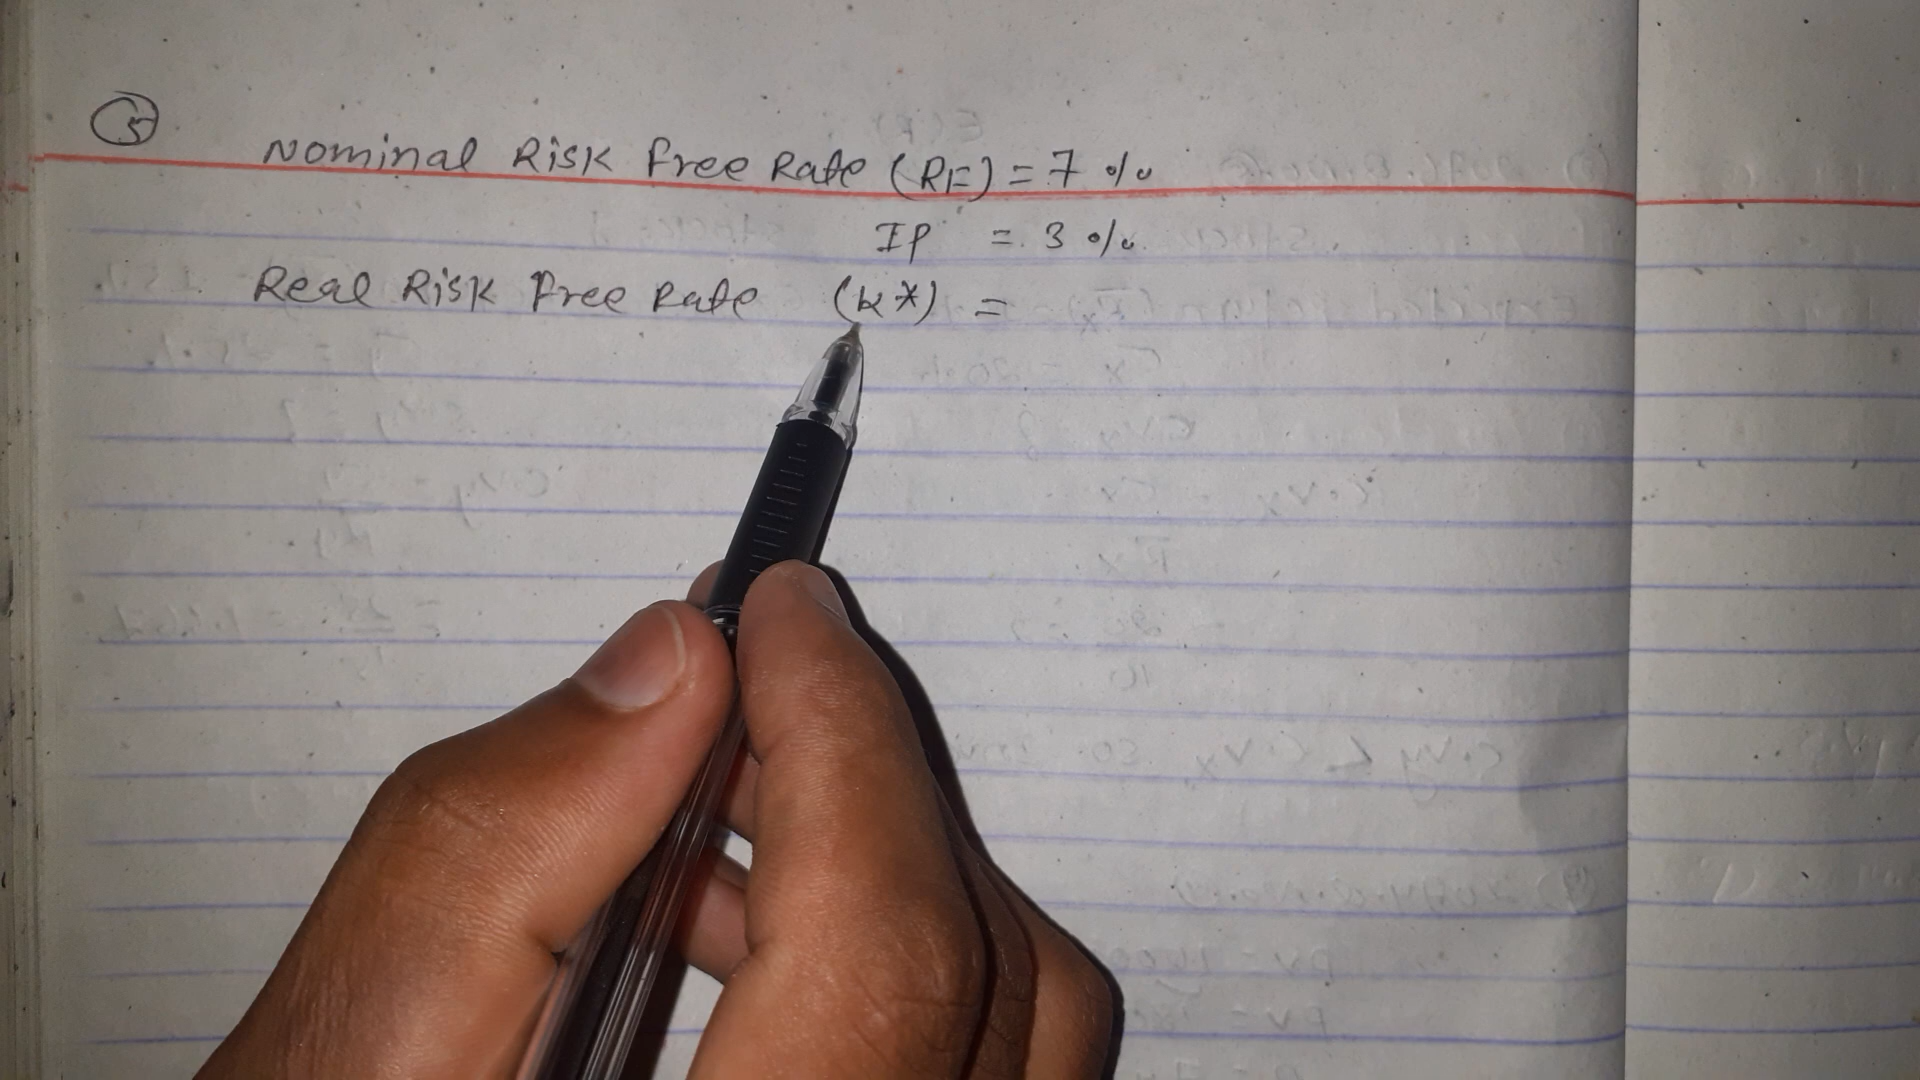 5
Nominal Risk Free Rate (RF) = 7 %
IP = 3 %
Real Risk Free Rate (k*) =